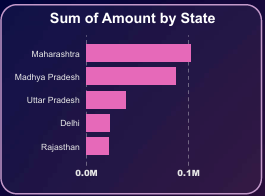 Sum of Amount by State
Maharashtra
Madhya Pradesh
Uttar Pradesh
Delhi
Rajasthan
0.0M 0.1M